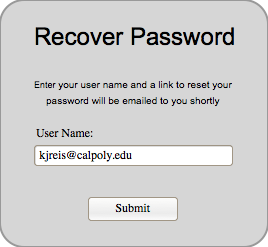 Recover Password
Enter your user name and a link to reset your
password will be emailed to you shortly
User Name:
kjreis@calpoly.edu
Submit